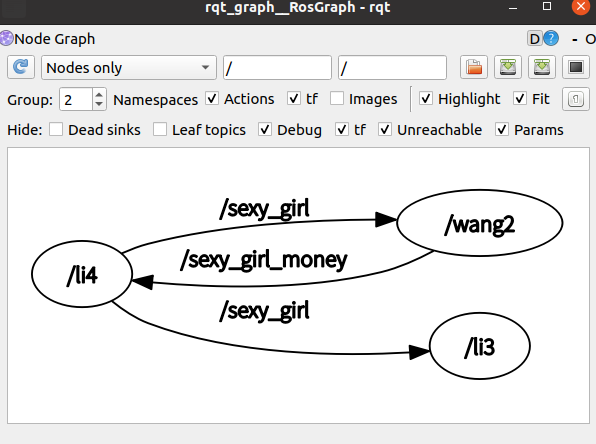 rqt_graph__RosGraph - rqt
Node Graph
D
?
- O
Nodes only
/
/
Group: 2 Namespaces Actions tf Images Highlight Fit
Hide: Dead sinks Leaf topics Debug tf Unreachable Params
/sexy_girl
/wang2
/sexy_girl_money
/li4
/sexy_girl
/li3